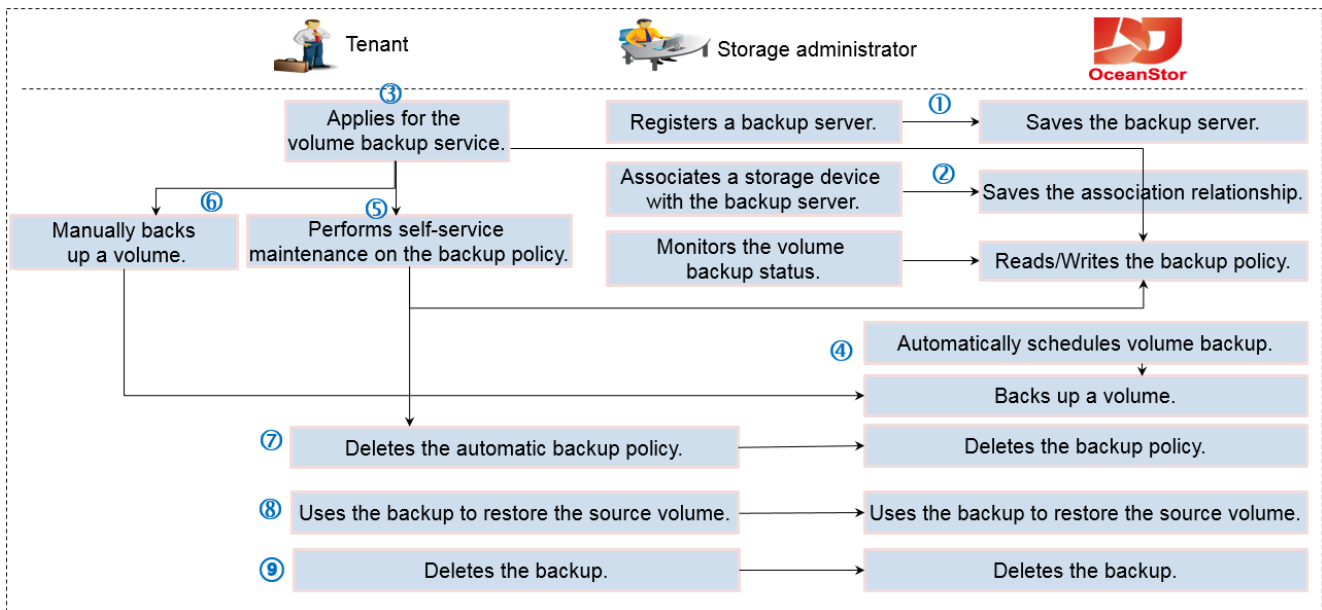 Tenant
Storage administrator
OceanStor
③
Applies for the
volume backup service.
Registers a backup server.
①
Saves the backup server.
Associates a storage device
with the backup server.
②
Saves the association relationship.
⑥
Manually backs
up a volume.
⑤
Performs self-service
maintenance on the backup policy.
Monitors the volume
backup status.
Reads/Writes the backup policy.
④
Automatically schedules volume backup.
Backs up a volume.
⑦
Deletes the automatic backup policy.
Deletes the backup policy.
⑧
Uses the backup to restore the source volume.
Uses the backup to restore the source volume.
⑨
Deletes the backup.
Deletes the backup.